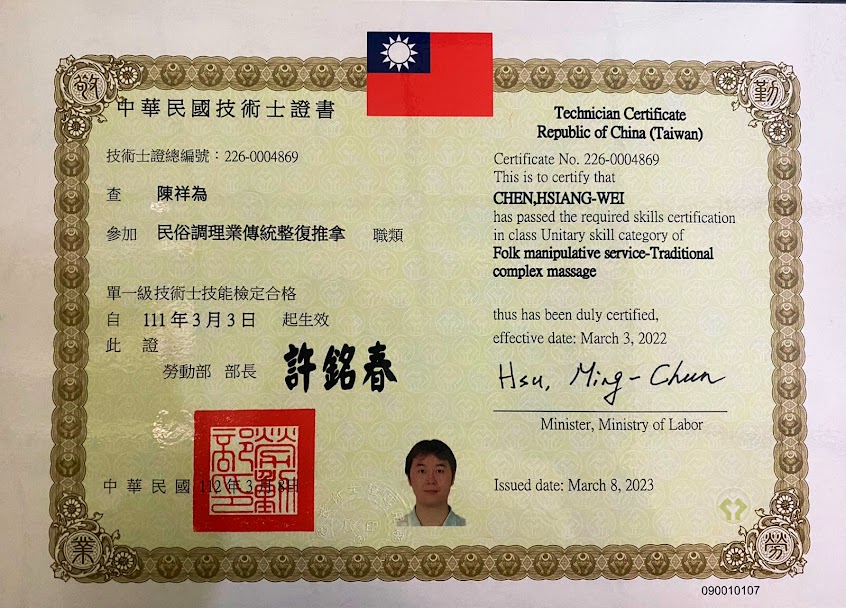 敬
勤
中華民國技術士證書
技術士證總編號：226-0004869
查 陳祥為
參加 民俗調理業傳統整復推拿 職類
單一級技術士技能檢定合格
自 111年3月3日 起生效
此 證
勞動部 部長 許銘春
中華民國 112年3月8日
Technician Certificate
Republic of China (Taiwan)
Certificate No. 226-0004869
This is to certify that
CHEN,HSIANG-WEI
has passed the required skills certification
in class Unitary skill category of
Folk manipulative service-Traditional
complex massage
thus has been duly certified,
effective date: March 3, 2022
Hsu, Ming-Chun
Minister, Ministry of Labor
Issued date: March 8, 2023
業
勞
090010107